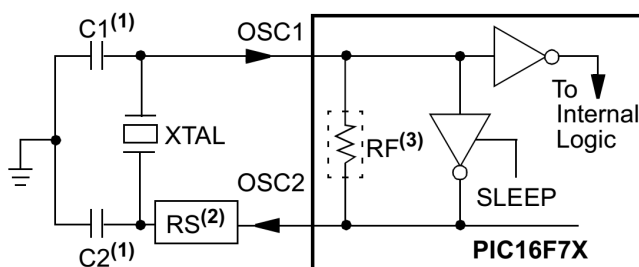 C1(1)
OSC1
XTAL
RF(3)
To
Internal
Logic
OSC2
SLEEP
RS(2)
C2(1)
PIC16F7X